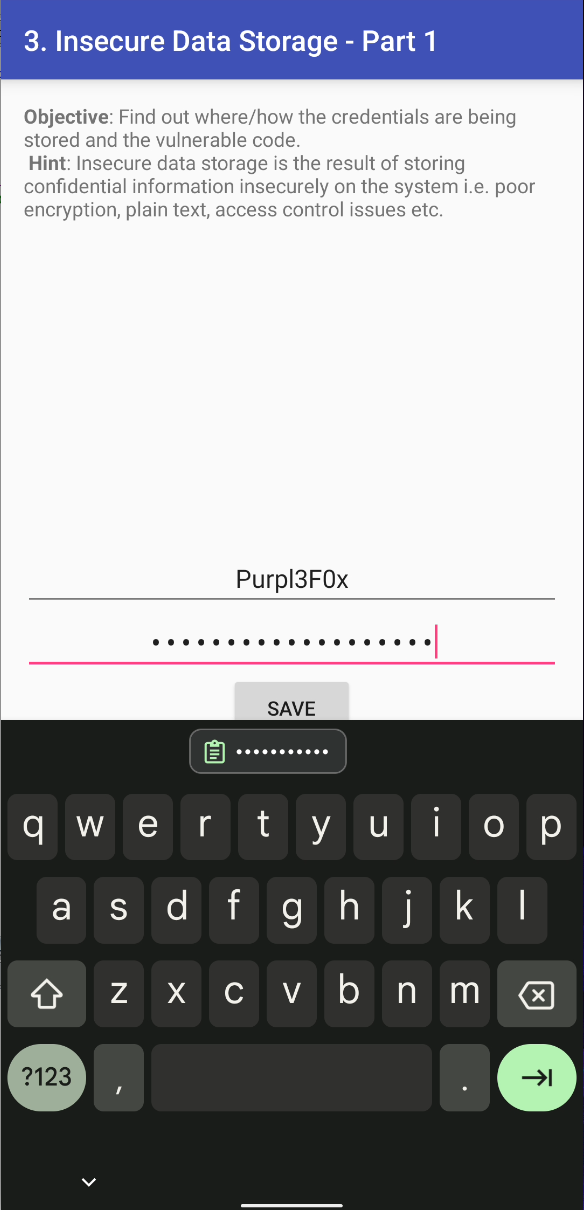 3. Insecure Data Storage - Part 1
Objective: Find out where/how the credentials are being
stored and the vulnerable code.
Hint: Insecure data storage is the result of storing
confidential information insecurely on the system i.e. poor
encryption, plain text, access control issues etc.
Purpl3F0x
•••••••••••••••••••
SAVE
•••••••••••
q w e r t y u i o p
a s d f g h j k l
z x c v b n m
?123 , .